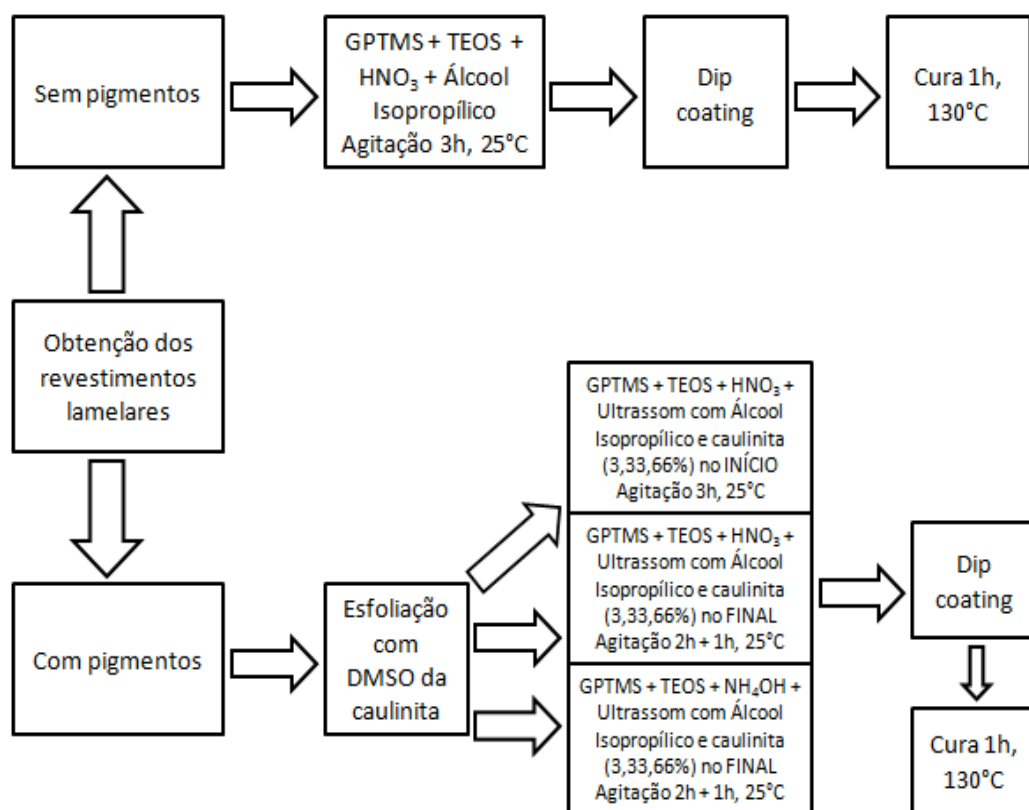 Sem pigmentos
GPTMS + TEOS +
HNO₃ + Álcool
Isopropílico
Agitação 3h, 25°C
Dip
coating
Cura 1h,
130°C
Obtenção dos
revestimentos
lamelares
Com pigmentos
Esfoliação
com
DMSO da
caulinita
GPTMS + TEOS + HNO₃ +
Ultrassom com Álcool
Isopropílico e caulinita
(3,33,66%) no INÍCIO
Agitação 3h, 25°C
GPTMS + TEOS + HNO₃ +
Ultrassom com Álcool
Isopropílico e caulinita
(3,33,66%) no FINAL
Agitação 2h + 1h, 25°C
GPTMS + TEOS + NH₄OH +
Ultrassom com Álcool
Isopropílico e caulinita
(3,33,66%) no FINAL
Agitação 2h + 1h, 25°C
Dip
coating
Cura 1h,
130°C